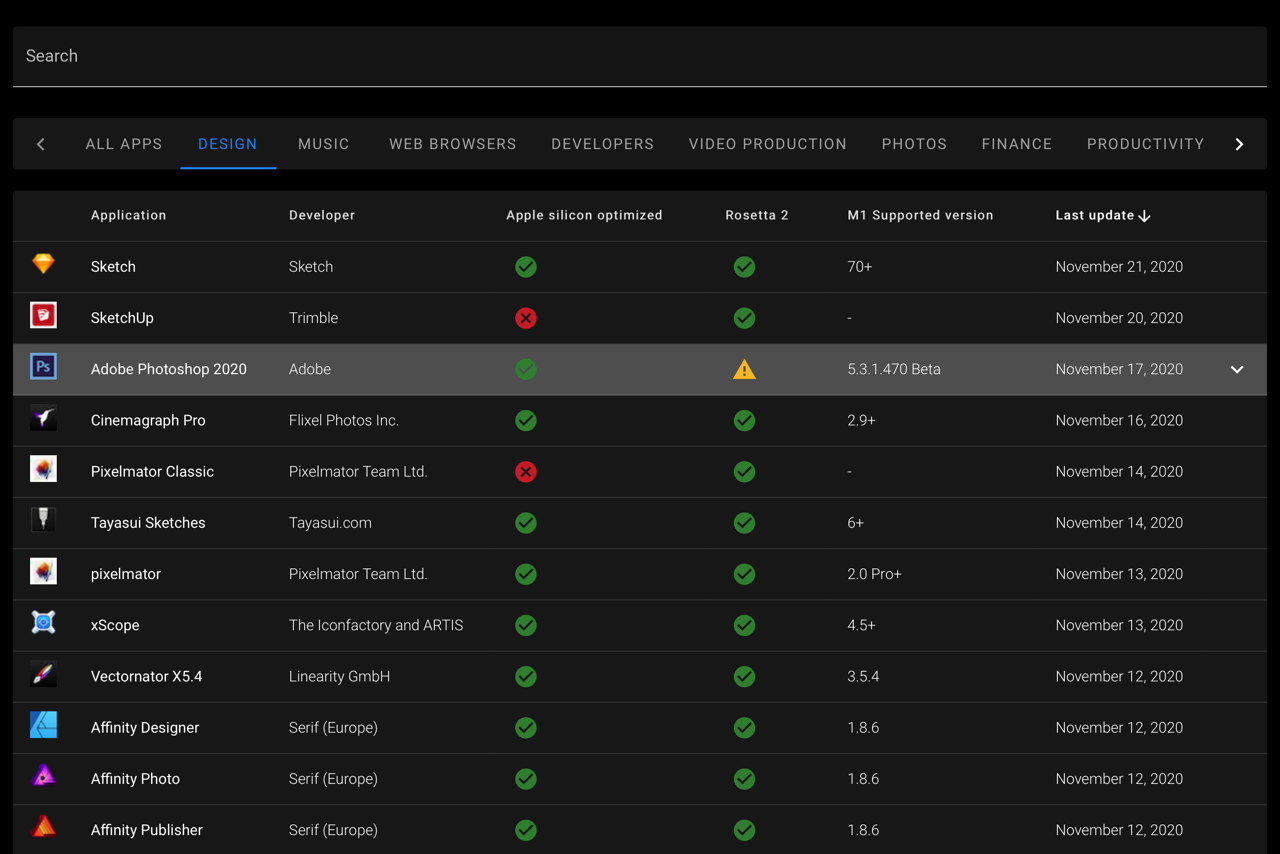 Search
ALL APPS DESIGN MUSIC WEB BROWSERS DEVELOPERS VIDEO PRODUCTION PHOTOS FINANCE PRODUCTIVITY
Application Developer Apple silicon optimized Rosetta 2 M1 Supported version Last update
Sketch Sketch 70+ November 21, 2020
SketchUp Trimble - November 20, 2020
Ps Adobe Photoshop 2020 Adobe 5.3.1.470 Beta November 17, 2020
Cinemagraph Pro Flixel Photos Inc. 2.9+ November 16, 2020
Pixelmator Classic Pixelmator Team Ltd. - November 14, 2020
Tayasui Sketches Tayasui.com 6+ November 14, 2020
pixelmator Pixelmator Team Ltd. 2.0 Pro+ November 13, 2020
xScope The Iconfactory and ARTIS 4.5+ November 13, 2020
Vectornator X5.4 Linearity GmbH 3.5.4 November 12, 2020
Affinity Designer Serif (Europe) 1.8.6 November 12, 2020
Affinity Photo Serif (Europe) 1.8.6 November 12, 2020
Affinity Publisher Serif (Europe) 1.8.6 November 12, 2020